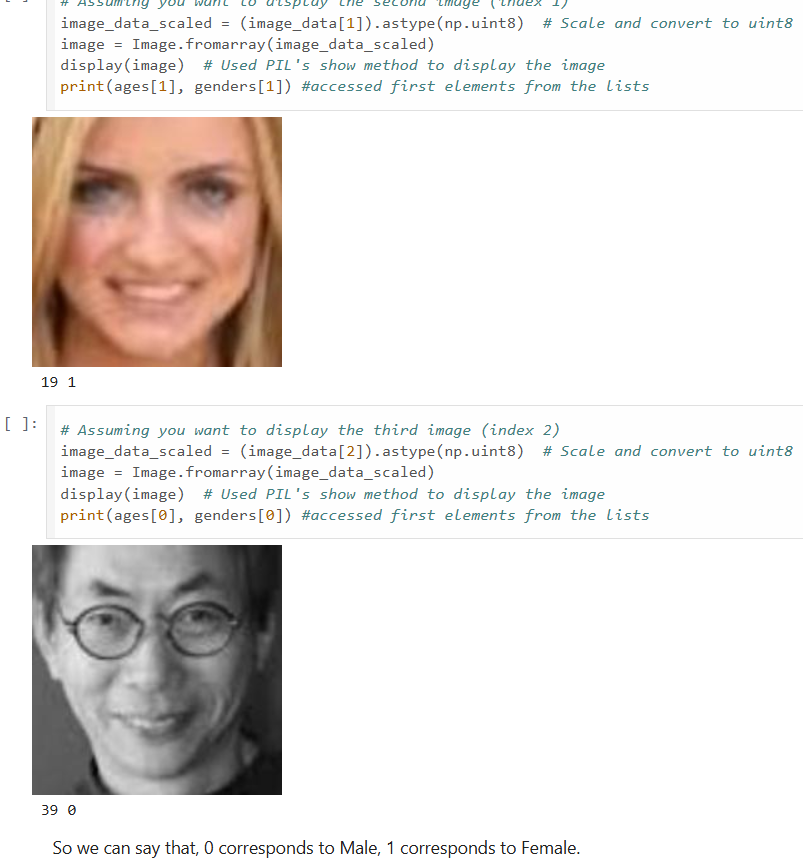 # Assuming you want to display the second image (index 1)
image_data_scaled = (image_data[1]).astype(np.uint8)  # Scale and convert to uint8
image = Image.fromarray(image_data_scaled)
display(image)  # Used PIL's show method to display the image
print(ages[1], genders[1]) #accessed first elements from the lists
19 1
[ ]:
# Assuming you want to display the third image (index 2)
image_data_scaled = (image_data[2]).astype(np.uint8)  # Scale and convert to uint8
image = Image.fromarray(image_data_scaled)
display(image)  # Used PIL's show method to display the image
print(ages[0], genders[0]) #accessed first elements from the lists
39 0
So we can say that, 0 corresponds to Male, 1 corresponds to Female.